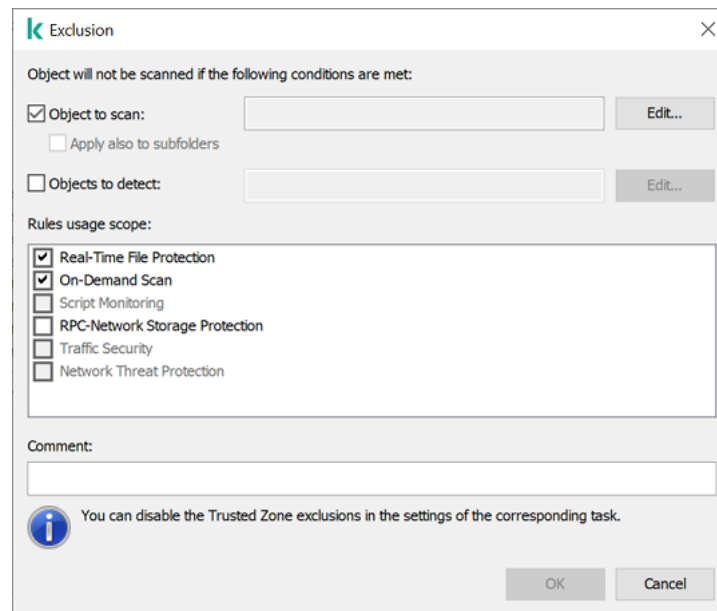 Exclusion
Object will not be scanned if the following conditions are met:
Object to scan:
Edit...
Apply also to subfolders
Objects to detect:
Edit...
Rules usage scope:
Real-Time File Protection
On-Demand Scan
Script Monitoring
RPC-Network Storage Protection
Traffic Security
Network Threat Protection
Comment:
You can disable the Trusted Zone exclusions in the settings of the corresponding task.
OK
Cancel